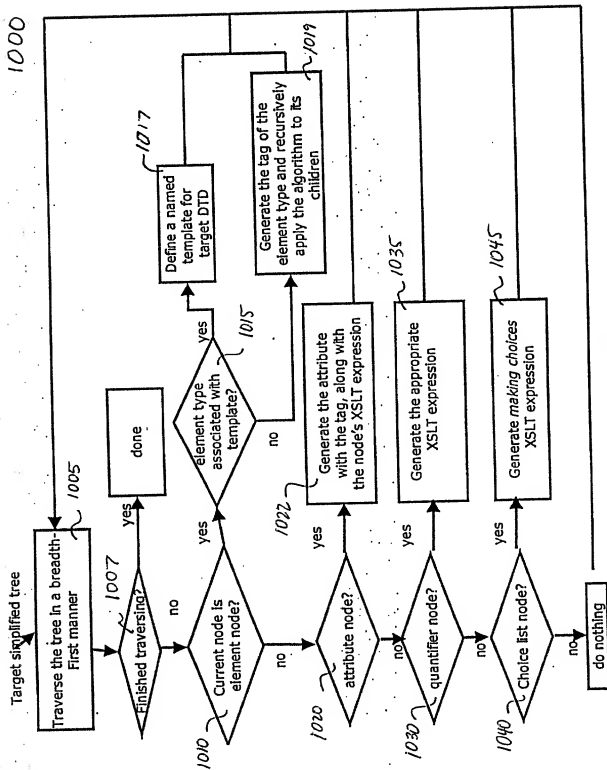 1000
Target simplified tree
Traverse the tree in a breadth-
First manner
1005
Finished traversing?
1007
yes
done
no
Current node is
element node?
1010
yes
element type
associated with
template?
1015
yes
Define a named
template for
target DTD
1017
no
Generate the tag of the
element type and recursively
apply the algorithm to its
children
1019
no
attribute node?
1020
yes
Generate the attribute
with the tag, along with
the node's XSLT expression
1022
no
quantifier node?
1030
yes
Generate the appropriate
XSLT expression
1035
no
Choice list node?
1040
yes
Generate making choices
XSLT expression
1045
no
do nothing